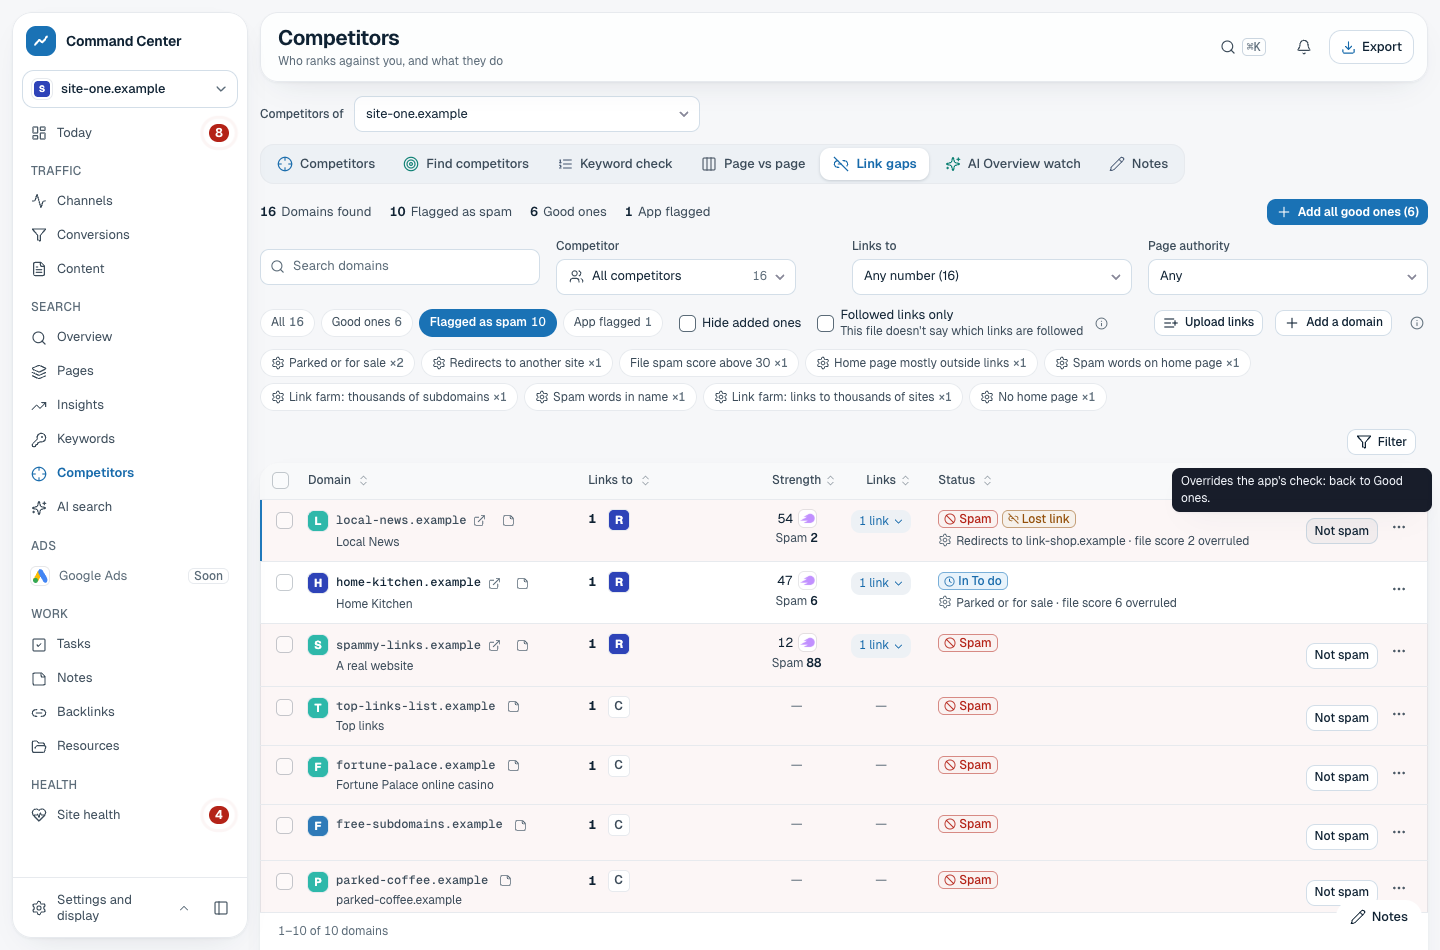 Command Center
S site-one.example
Today 8
TRAFFIC
Channels
Conversions
Content
SEARCH
Overview
Pages
Insights
Keywords
Competitors
AI search
ADS
Google Ads Soon
WORK
Tasks
Notes
Backlinks
Resources
HEALTH
Site health 4
Settings and
display
Competitors
Who ranks against you, and what they do
⌘K
Export
Competitors of site-one.example
Competitors Find competitors Keyword check Page vs page Link gaps AI Overview watch Notes
16 Domains found 10 Flagged as spam 6 Good ones 1 App flagged
Add all good ones (6)
Competitor Links to Page authority
Search domains All competitors 16 Any number (16) Any
All 16 Good ones 6 Flagged as spam 10 App flagged 1 Hide added ones Followed links only
This file doesn't say which links are followed
Upload links Add a domain
Parked or for sale ×2 Redirects to another site ×1 File spam score above 30 ×1 Home page mostly outside links ×1 Spam words on home page ×1
Link farm: thousands of subdomains ×1 Spam words in name ×1 Link farm: links to thousands of sites ×1 No home page ×1
Filter
Domain Links to Strength Links Status
Overrides the app's check: back to Good
ones.
L local-news.example 1 R 54 1 link Spam Lost link Not spam
Local News Spam 2 Redirects to link-shop.example · file score 2 overruled
H home-kitchen.example 1 R 47 1 link In To do
Home Kitchen Spam 6 Parked or for sale · file score 6 overruled
S spammy-links.example 1 R 12 1 link Spam Not spam
A real website Spam 88
T top-links-list.example 1 C — — Spam Not spam
Top links
F fortune-palace.example 1 C — — Spam Not spam
Fortune Palace online casino
F free-subdomains.example 1 C — — Spam Not spam
P parked-coffee.example 1 C — — Spam Not spam
parked-coffee.example
1–10 of 10 domains
Notes